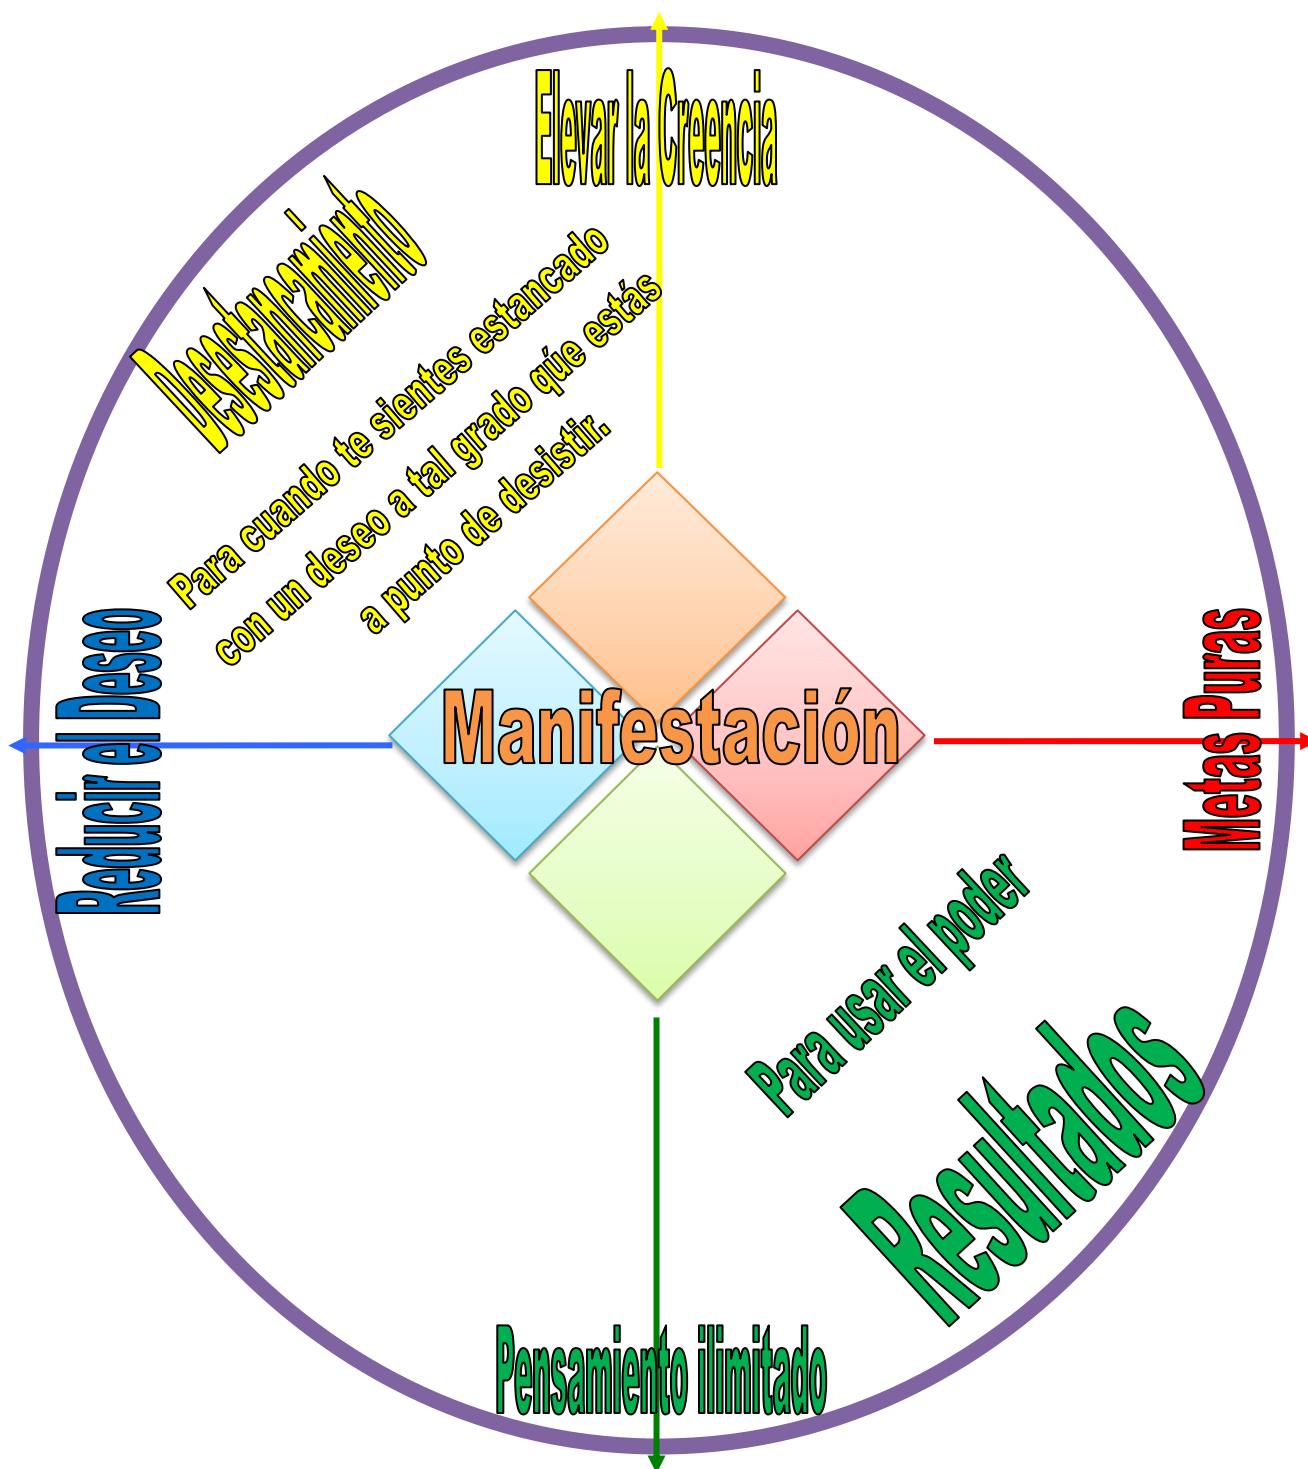 Elevar la Creencia
Desestancamiento
Para cuando te sientes estancado
con un deseo a tal grado qúe estás
a punto de desistir.
Reducir el Deseo
Manifestación
Metas Puras
Para usar el poder
Resultados
Pensamiento ilimitado